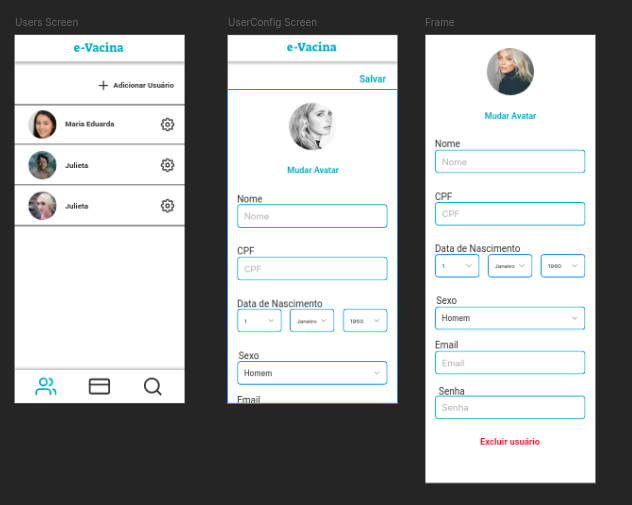 Users Screen
e-Vacina
Adicionar Usuário
Maria Eduarda
Julieta
Julieta
UserConfig Screen
e-Vacina
Salvar
Mudar Avatar
Nome
Nome
CPF
CPF
Data de Nascimento
1 Janeiro 1960
Sexo
Homem
Email
Frame
Mudar Avatar
Nome
Nome
CPF
CPF
Data de Nascimento
1 Janeiro 1960
Sexo
Homem
Email
Email
Senha
Senha
Excluir usuário